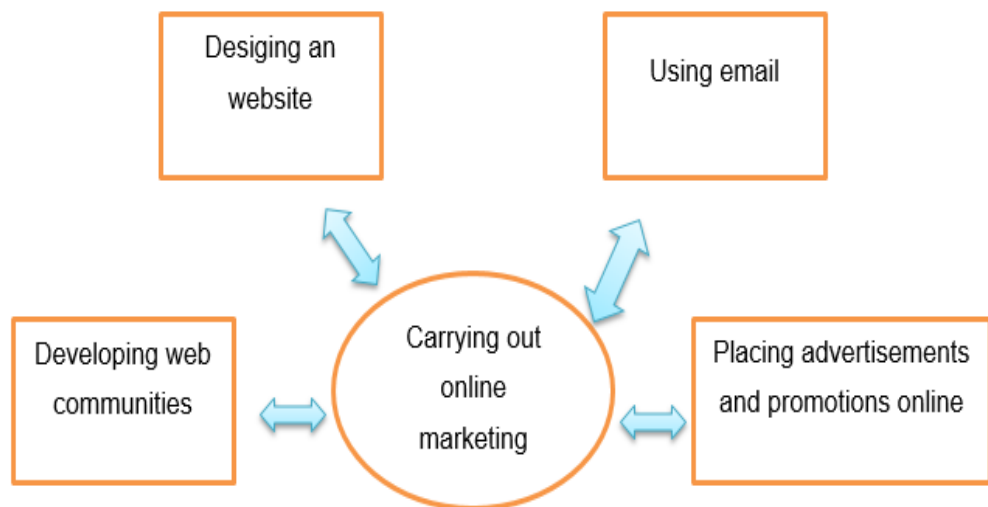 Desiging an
website
Using email
Developing web
communities
Carrying out
online
marketing
Placing advertisements
and promotions online